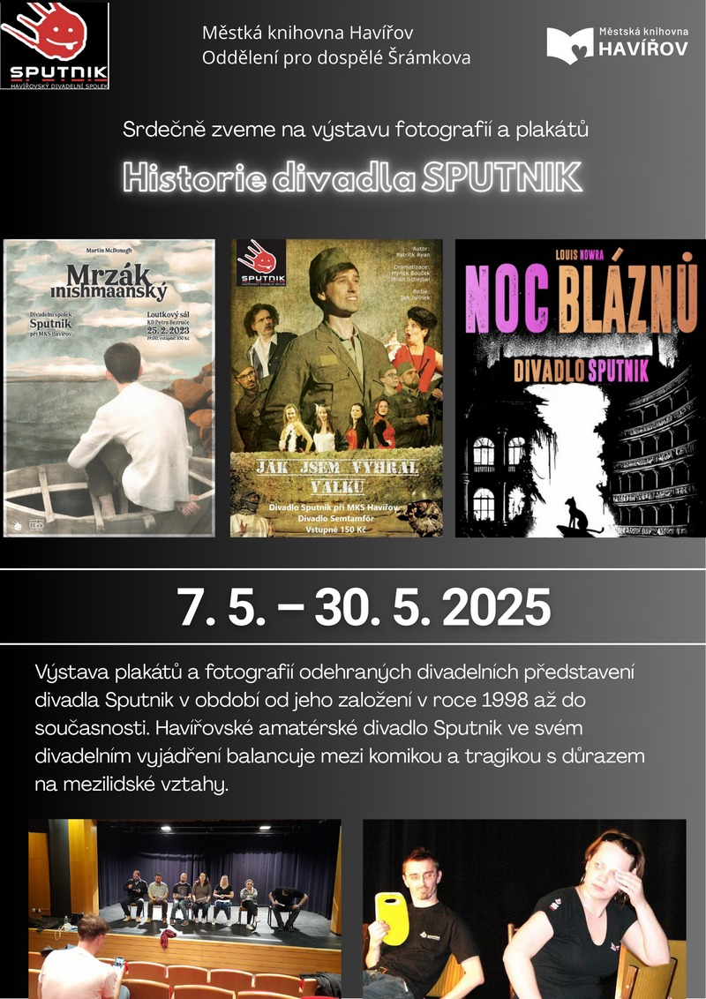 SPUTNIK
HAVÍŘOVSKÝ DIVADELNÍ SPOLEK
Městká knihovna Havířov
Oddělení pro dospělé Šrámkova
Městská knihovna
HAVÍŘOV
Srdečně zveme na výstavu fotografií a plakátů
Historie divadla SPUTNIK
Martin McDonagh
Mrzák
inishmaanský
Divadelní spolek
Sputnik
při MKS Havířov
Loutkový sál
KD Petra Bezruče
25. 2. 2023
19:00, vstupné: 100 Kč
MKS
SPUTNIK
HAVÍŘOVSKÝ DIVADELNÍ SPOLEK
Autor:
Patrick Ryan
Dramatizace:
Hynek Bouček
Milan Schejbal
Režie:
Jan Juřínek
JAK JSEM VYHRÁL
VÁLKU
Divadlo Sputnik při MKS Havířov
Divadlo Semtamfór
Vstupné 150 Kč
LOUIS NOWRA
NOC BLÁZNŮ
DIVADLO SPUTNIK
7. 5. – 30. 5. 2025
Výstava plakátů a fotografií odehraných divadelních představení
divadla Sputnik v období od jeho založení v roce 1998 až do
současnosti. Havířovské amatérské divadlo Sputnik ve svém
divadelním vyjádření balancuje mezi komikou a tragikou s důrazem
na mezilidské vztahy.